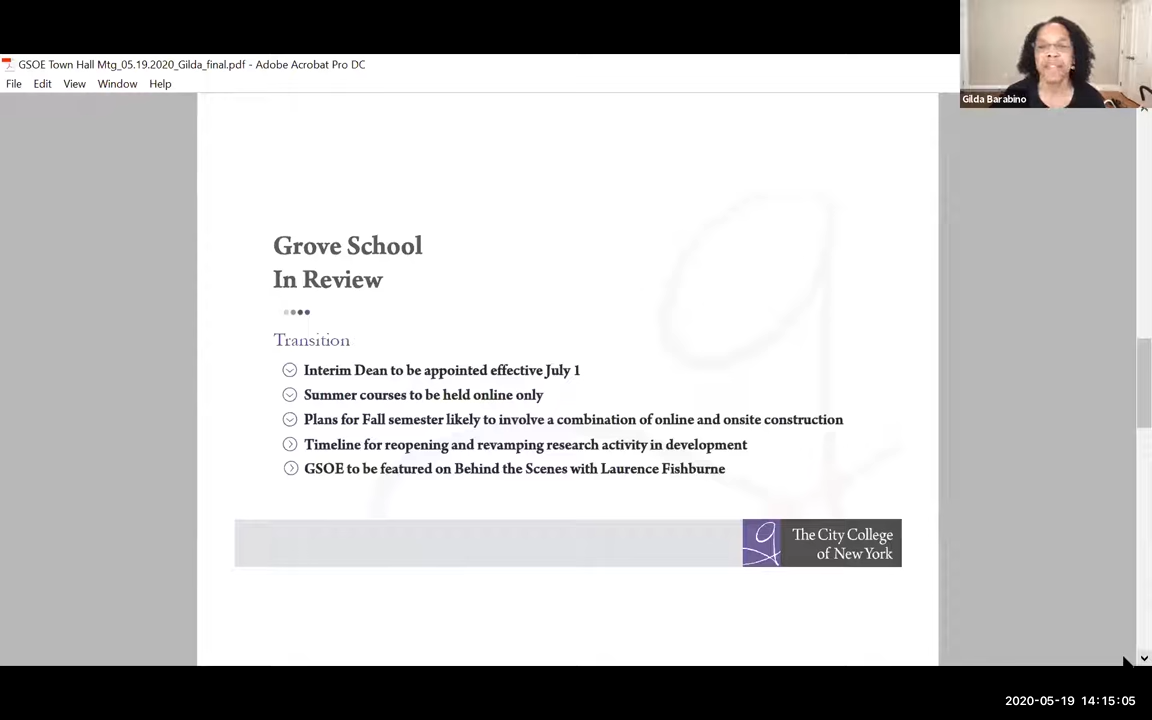 GSOE Town Hall Mtg_05.19.2020_Gilda_final.pdf - Adobe Acrobat Pro DC
File Edit View Window Help
Gilda Barabino
Grove School
In Review
Transition
Interim Dean to be appointed effective July 1
Summer courses to be held online only
Plans for Fall semester likely to involve a combination of online and onsite construction
Timeline for reopening and revamping research activity in development
GSOE to be featured on Behind the Scenes with Laurence Fishburne
The City College
of New York
2020-05-19 14:15:05